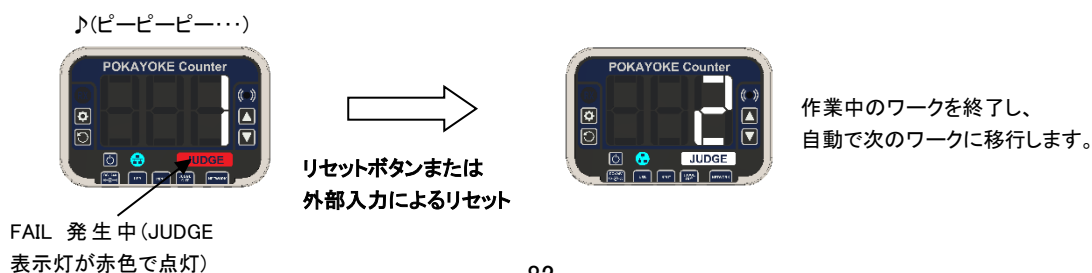 ♪(ピーピーピー・・・)
POKAYOKE Counter
1
JUDGE
FAIL 発生中(JUDGE
表示灯が赤色で点灯)
リセットボタンまたは
外部入力によるリセット
POKAYOKE Counter
2
JUDGE
作業中のワークを終了し、
自動で次のワークに移行します。